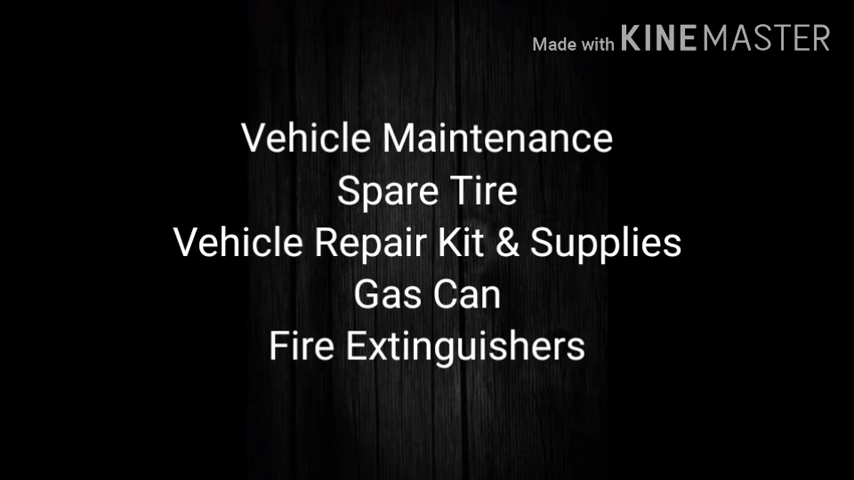 Made with KINEMASTER
Vehicle Maintenance
Spare Tire
Vehicle Repair Kit & Supplies
Gas Can
Fire Extinguishers